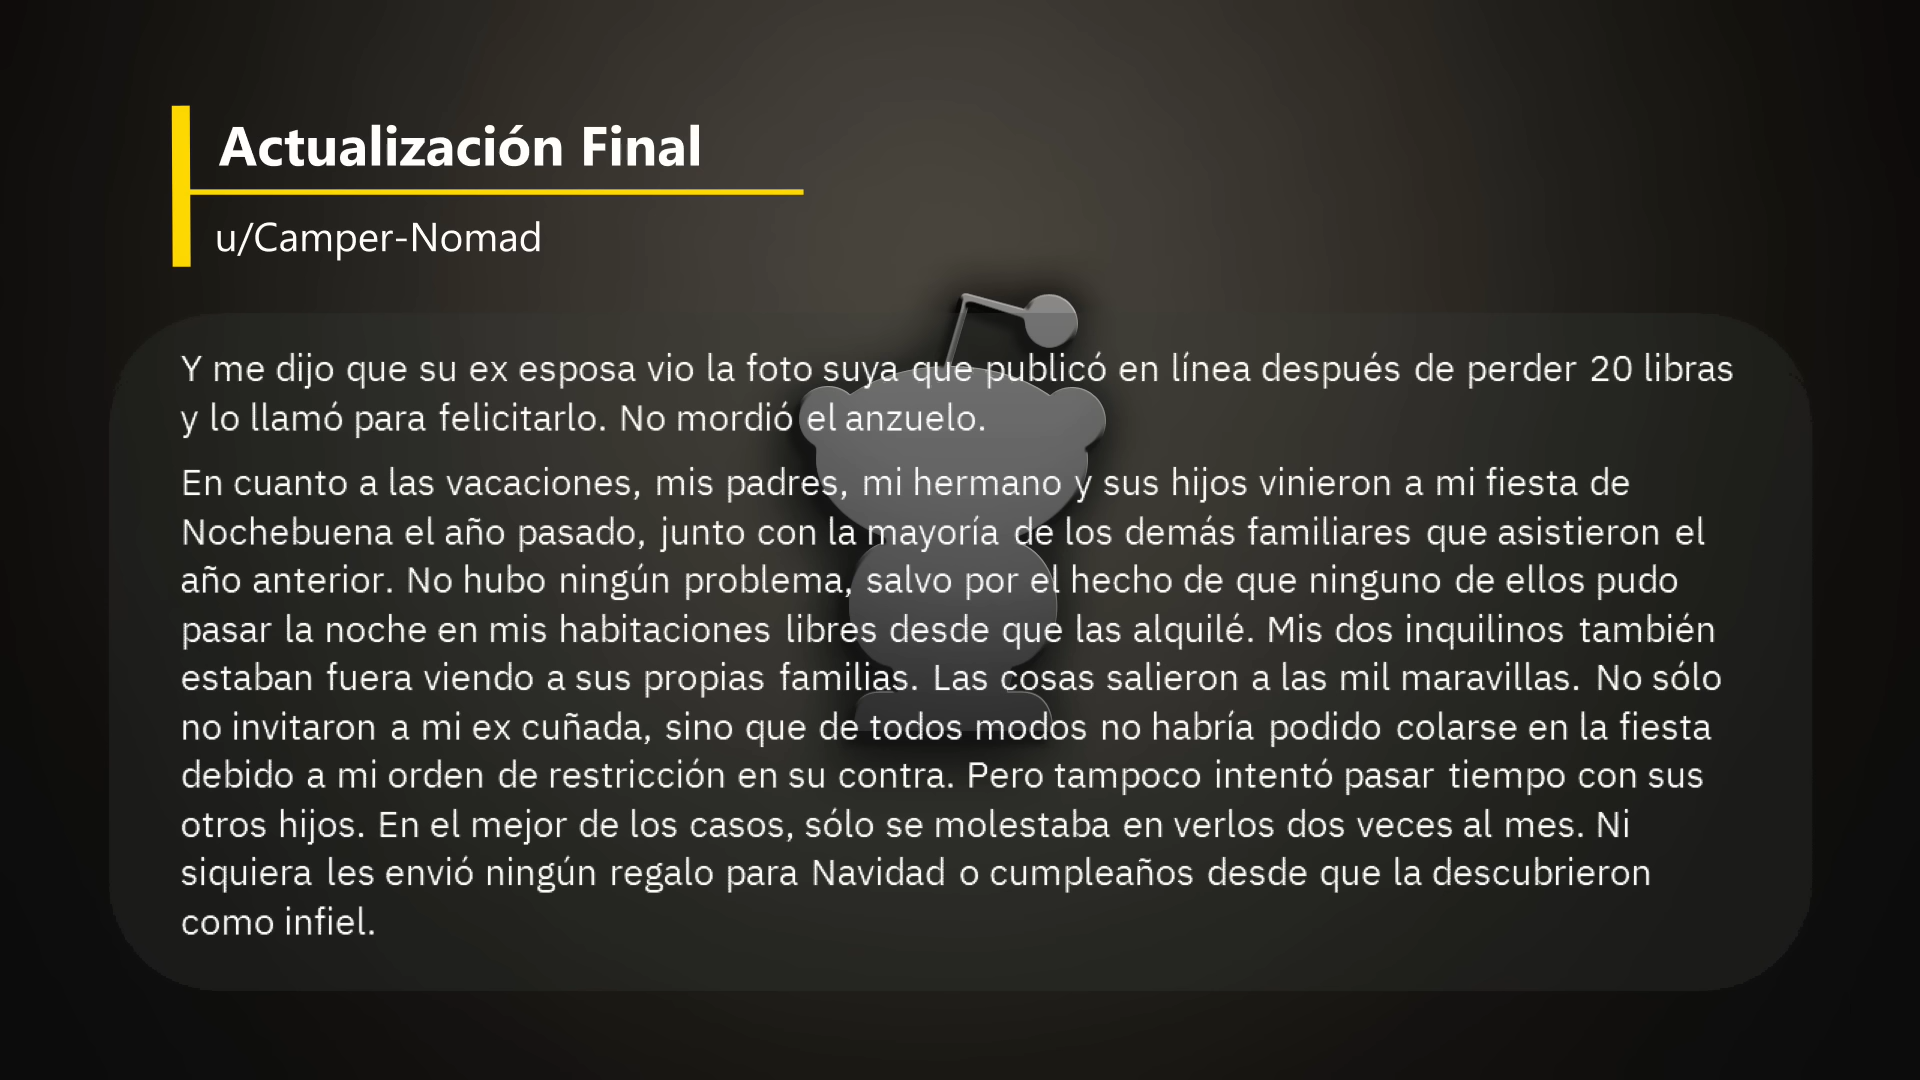 Actualización Final
u/Camper-Nomad
Y me dijo que su ex esposa vio la foto suya que publicó en línea después de perder 20 libras
y lo llamó para felicitarlo. No mordió el anzuelo.
En cuanto a las vacaciones, mis padres, mi hermano y sus hijos vinieron a mi fiesta de
Nochebuena el año pasado, junto con la mayoría de los demás familiares que asistieron el
año anterior. No hubo ningún problema, salvo por el hecho de que ninguno de ellos pudo
pasar la noche en mis habitaciones libres desde que las alquilé. Mis dos inquilinos también
estaban fuera viendo a sus propias familias. Las cosas salieron a las mil maravillas. No sólo
no invitaron a mi ex cuñada, sino que de todos modos no habría podido colarse en la fiesta
debido a mi orden de restricción en su contra. Pero tampoco intentó pasar tiempo con sus
otros hijos. En el mejor de los casos, sólo se molestaba en verlos dos veces al mes. Ni
siquiera les envió ningún regalo para Navidad o cumpleaños desde que la descubrieron
como infiel.